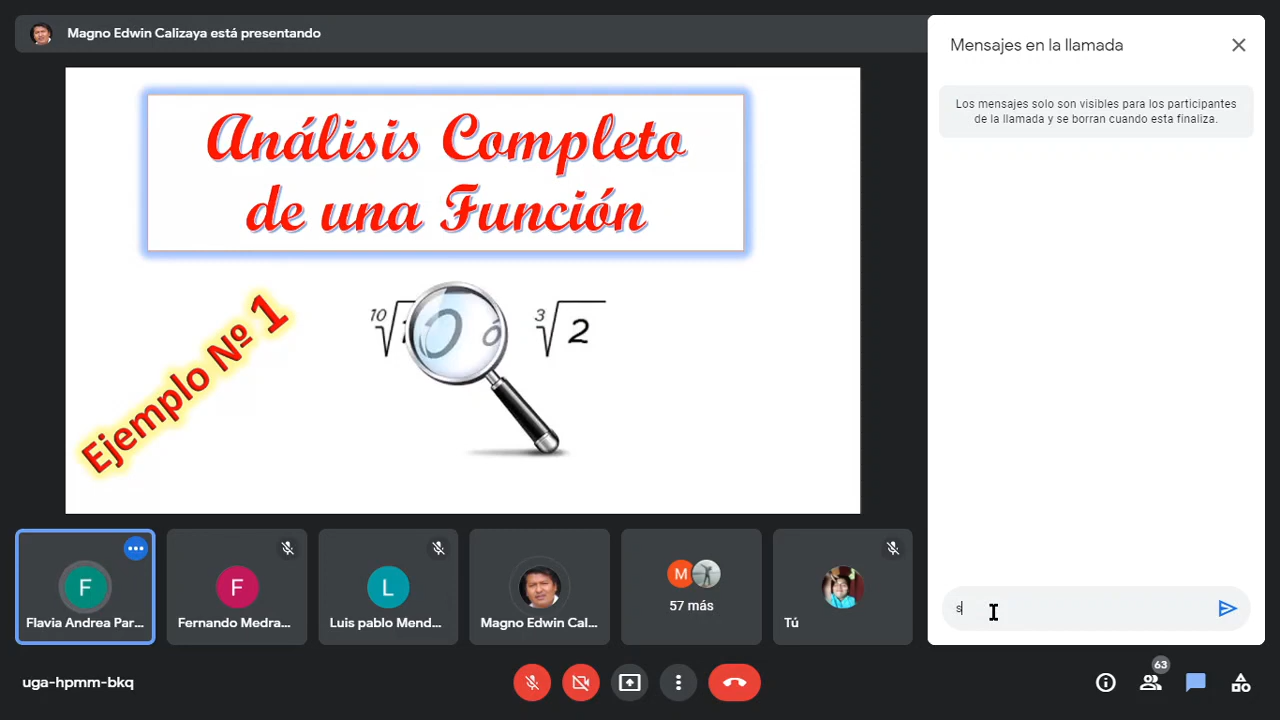 Magno Edwin Calizaya está presentando
Análisis Completo
de una Función
Ejemplo Nº 1
10 0 ó 3 2
Flavia Andrea Par...
Fernando Medra...
Luis pablo Mend...
Magno Edwin Cal...
M
57 más
Tú
F
F
L
uga-hpmm-bkq
Mensajes en la llamada
Los mensajes solo son visibles para los participantes
de la llamada y se borran cuando esta finaliza.
s
63